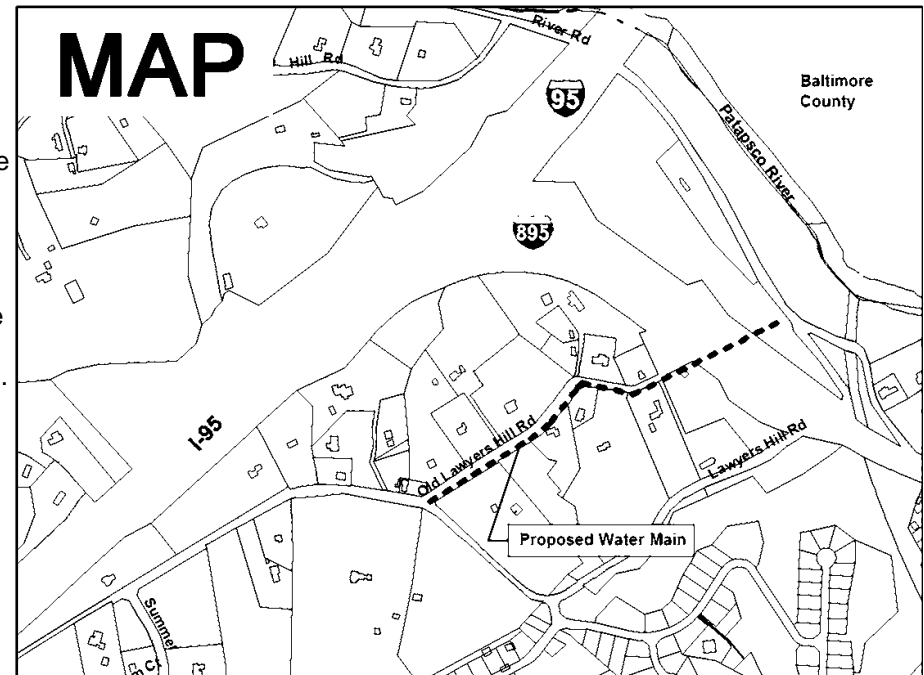 MAP
River Rd
Hill Rd
95
Baltimore
County
Patapsco River
e
895
e
.
I-95
Old Lawyers Hill Rd
Lawyers Hill Rd
Proposed Water Main
Summer
Ct